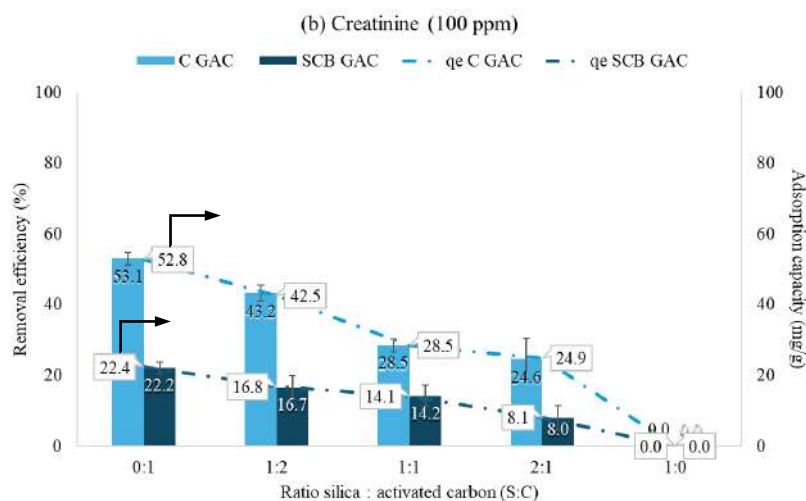 (b) Creatinine (100 ppm)
C GAC SCB GAC qe C GAC qe SCB GAC
100 100
80 80
60 60
40 40
20 20
0 0
Removal efficiency (%)
Adsorption capacity (mg/g)
53.1 52.8
43.2 42.5
28.5 28.5
24.6 24.9
22.4 22.2
16.8 16.7
14.1 14.2
8.1 8.0
0.0 0.0
0.0 0.0
0:1 1:2 1:1 2:1 1:0
Ratio silica : activated carbon (S:C)